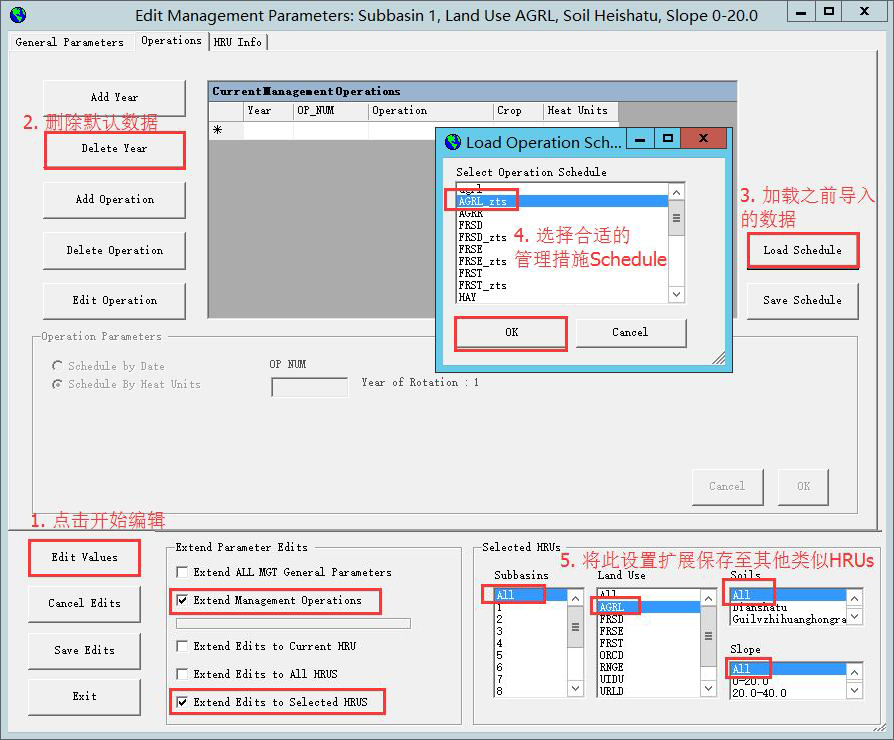 Edit Management Parameters: Subbasin 1, Land Use AGRL, Soil Heishatu, Slope 0-20.0
General Parameters
Operations
HRU Info
Add Year
2. 删除默认数据
Delete Year
Add Operation
Delete Operation
Edit Operation
Current Management Operations
Year OP_NUM Operation Crop Heat Units
*
Load Operation Sch...
Select Operation Schedule
agrl
AGRL_zts
AGRR
FRSD
FRSD_zts
FRSE
FRSE_zts
FRST
FRST_zts
HAY
4. 选择合适的
管理措施Schedule
OK
Cancel
3. 加载之前导入
的数据
Load Schedule
Save Schedule
Operation Parameters
Schedule by Date
Schedule By Heat Units
OP NUM
Year of Rotation : 1
Cancel
OK
1. 点击开始编辑
Edit Values
Cancel Edits
Save Edits
Exit
Extend Parameter Edits
Extend ALL MGT General Parameters
Extend Management Operations
Extend Edits to Current HRU
Extend Edits to All HRUS
Extend Edits to Selected HRUS
Selected HRUs
5. 将此设置扩展保存至其他类似HRUs
Subbasins
All
1
2
3
4
5
6
7
8
Land Use
All
AGRL
FRSD
FRSE
FRST
ORCD
RNGE
UIDU
URLD
Soils
All
Dianshatu
Guilvzhihuanghongra
Slope
All
0-20.0
20.0-40.0